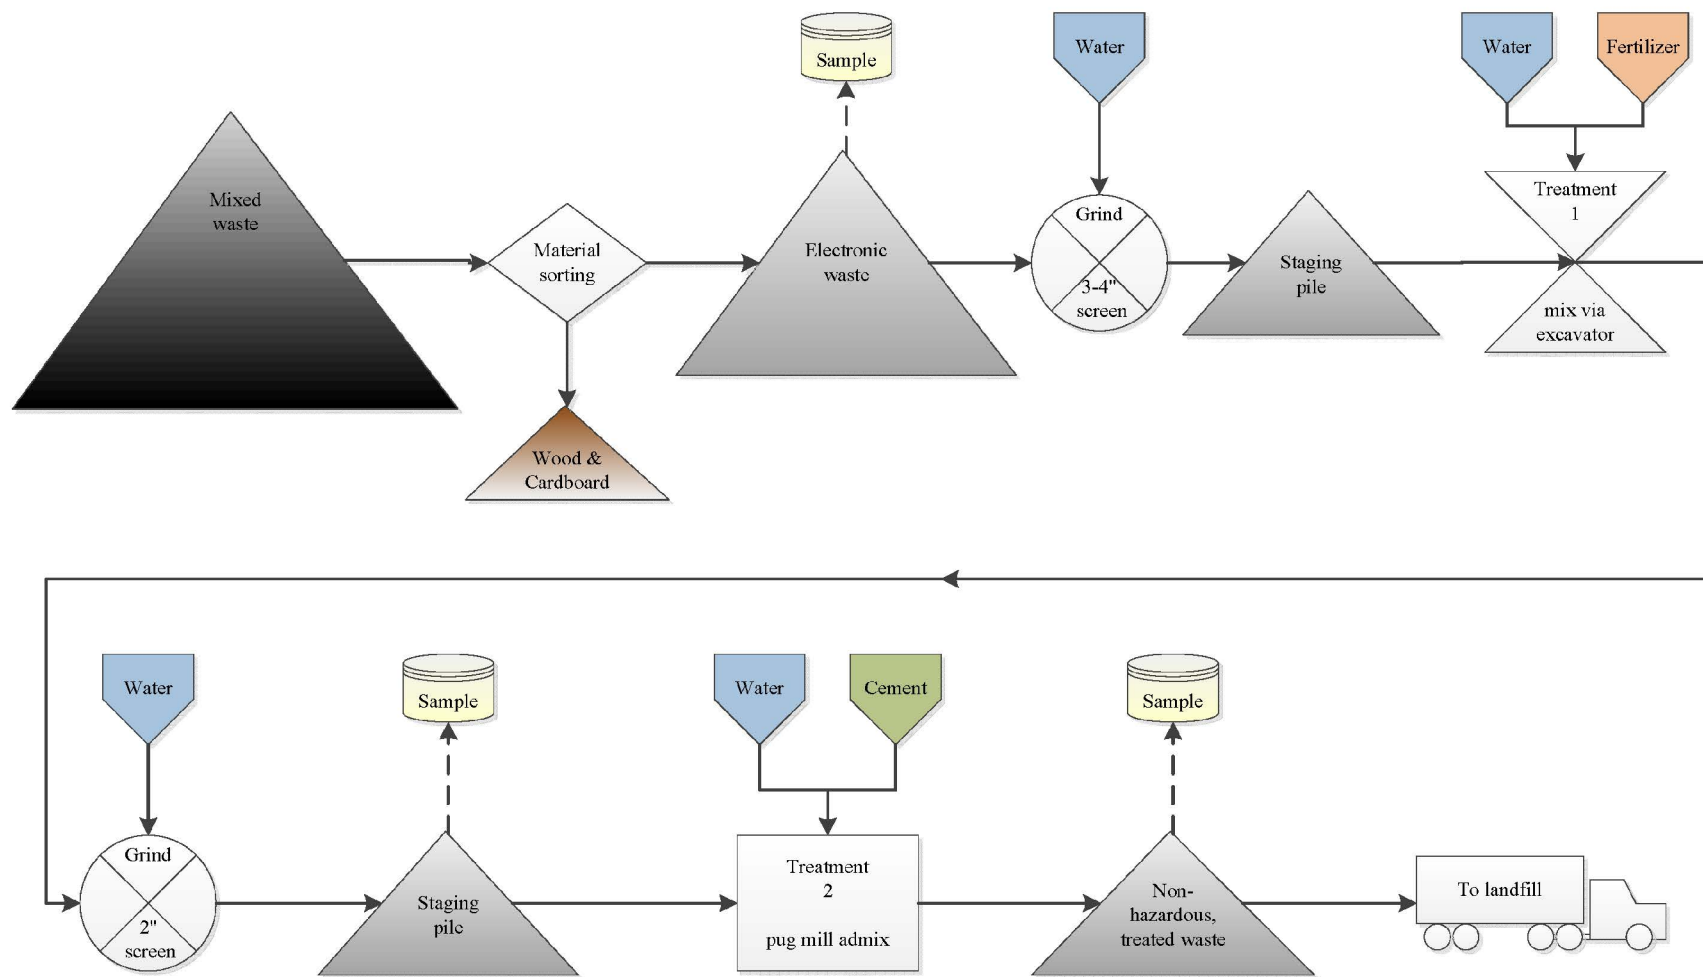 Sample
Water
Water
Fertilizer
Mixed
waste
Material
sorting
Electronic
waste
Grind
3-4"
screen
Staging
pile
Treatment
1
mix via
excavator
Wood &
Cardboard
Water
Sample
Water
Cement
Sample
Grind
2"
screen
Staging
pile
Treatment
2
pug mill admix
Non-
hazardous,
treated waste
To landfill